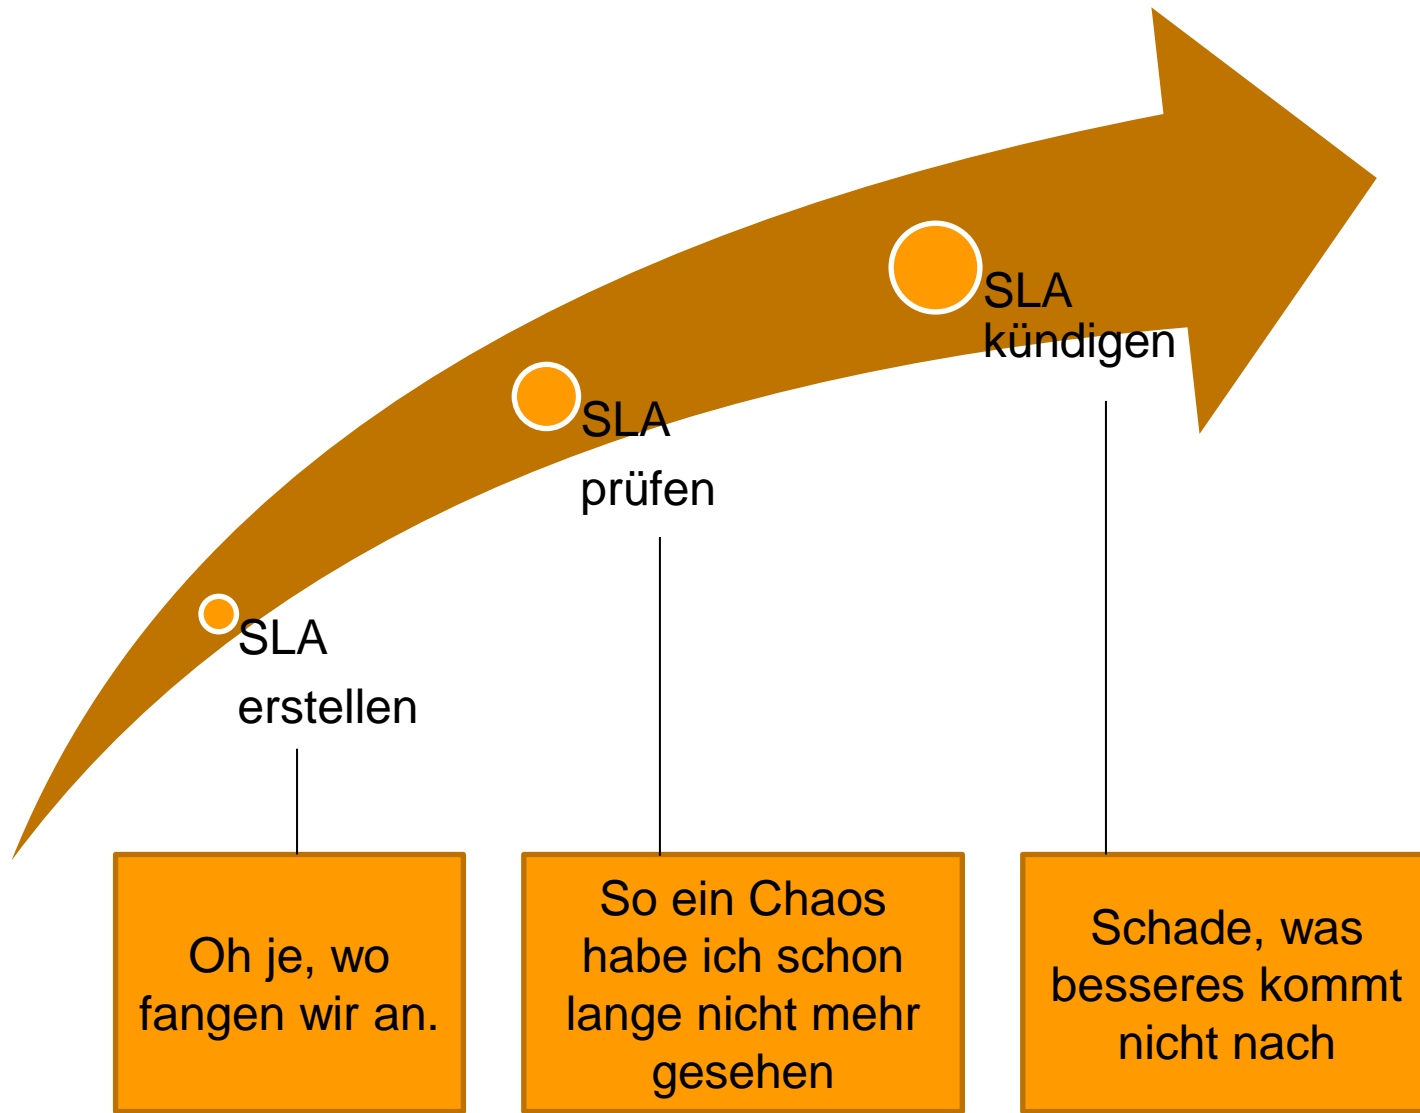 SLA
kündigen
SLA
prüfen
SLA
erstellen
Oh je, wo
fangen wir an.
So ein Chaos
habe ich schon
lange nicht mehr
gesehen
Schade, was
besseres kommt
nicht nach